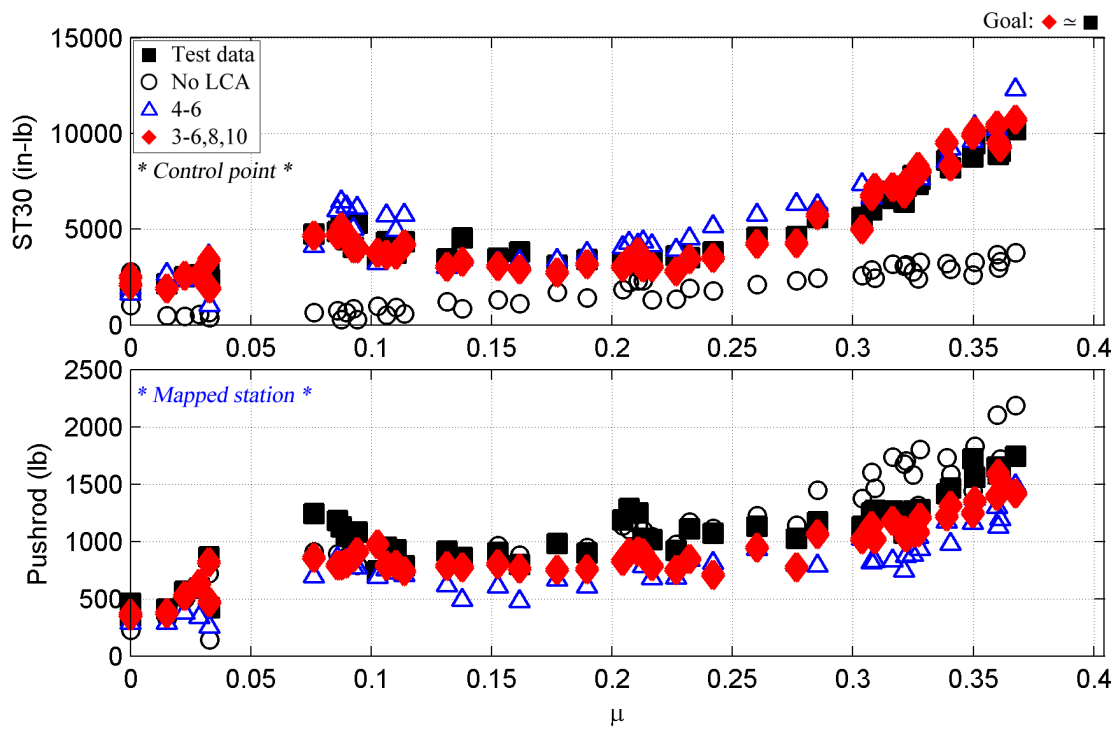 Goal: ♦ ≃ ■
15000
10000
5000
0
ST30 (in-lb)
Test data
No LCA
4-6
3-6,8,10
* Control point *
0 0.05 0.1 0.15 0.2 0.25 0.3 0.35 0.4
2500
2000
1500
1000
500
0
Pushrod (lb)
* Mapped station *
0 0.05 0.1 0.15 0.2 0.25 0.3 0.35 0.4
μ